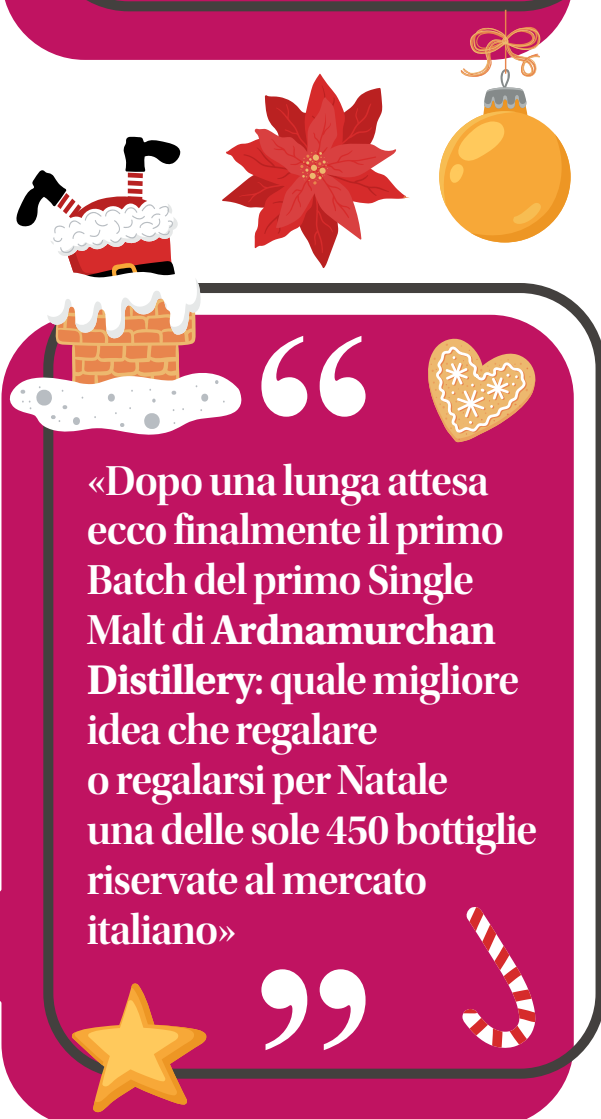 “
«Dopo una lunga attesa
ecco finalmente il primo
Batch del primo Single
Malt di Ardnamurchan
Distillery: quale migliore
idea che regalare
o regalarsi per Natale
una delle sole 450 bottiglie
riservate al mercato
italiano»
”